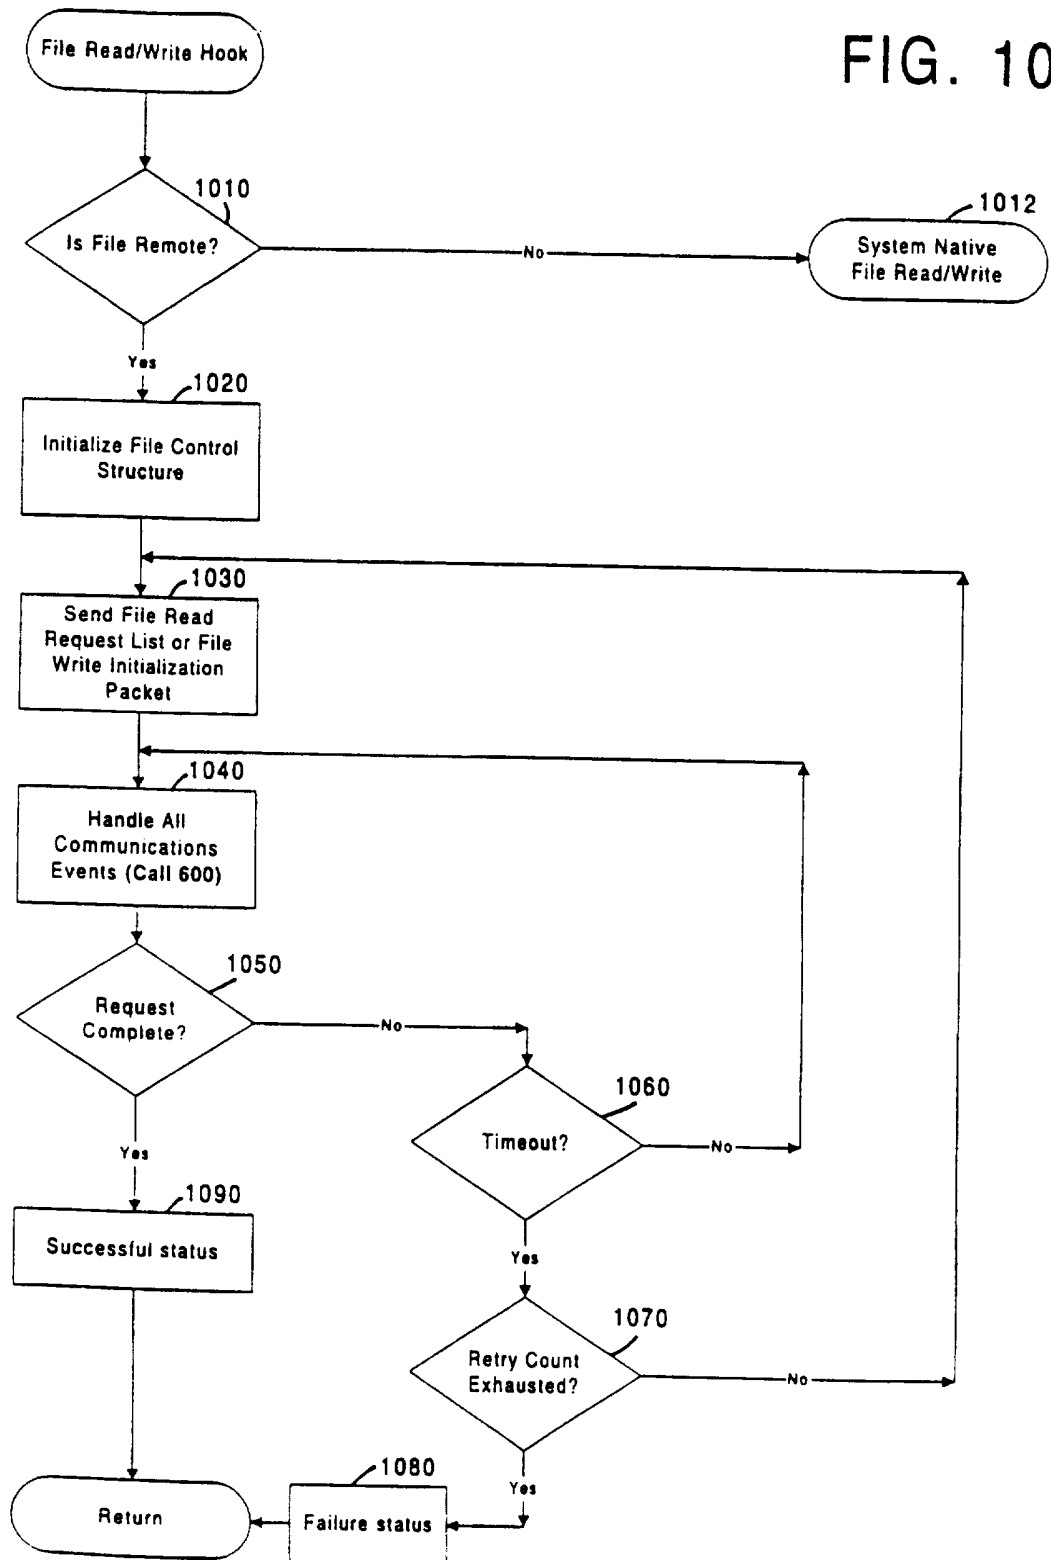 File Read/Write Hook
FIG. 10
1010
Is File Remote?
No
1012
System Native
File Read/Write
Yes
1020
Initialize File Control
Structure
1030
Send File Read
Request List or File
Write Initialization
Packet
1040
Handle All
Communications
Events (Call 600)
1050
Request
Complete?
No
1060
Timeout?
No
Yes
1090
Successful status
Yes
1070
Retry Count
Exhausted?
No
Yes
1080
Failure status
Return